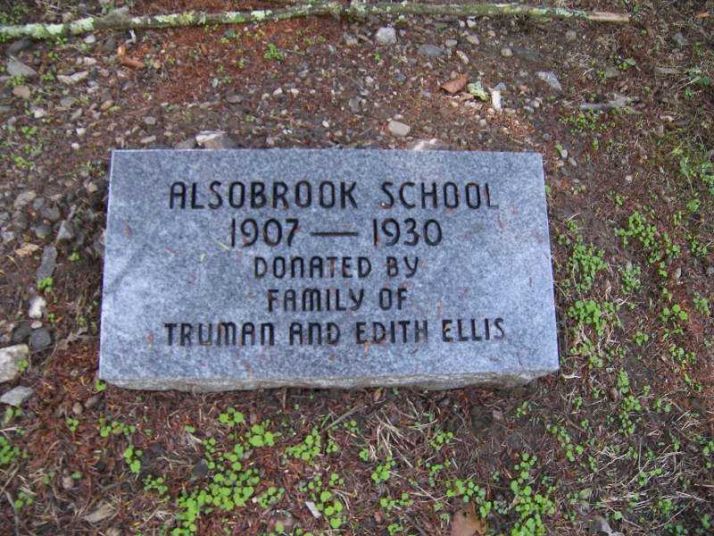 ALSOBROOK SCHOOL
1907 — 1930
DONATED BY
FAMILY OF
TRUMAN AND EDITH ELLIS